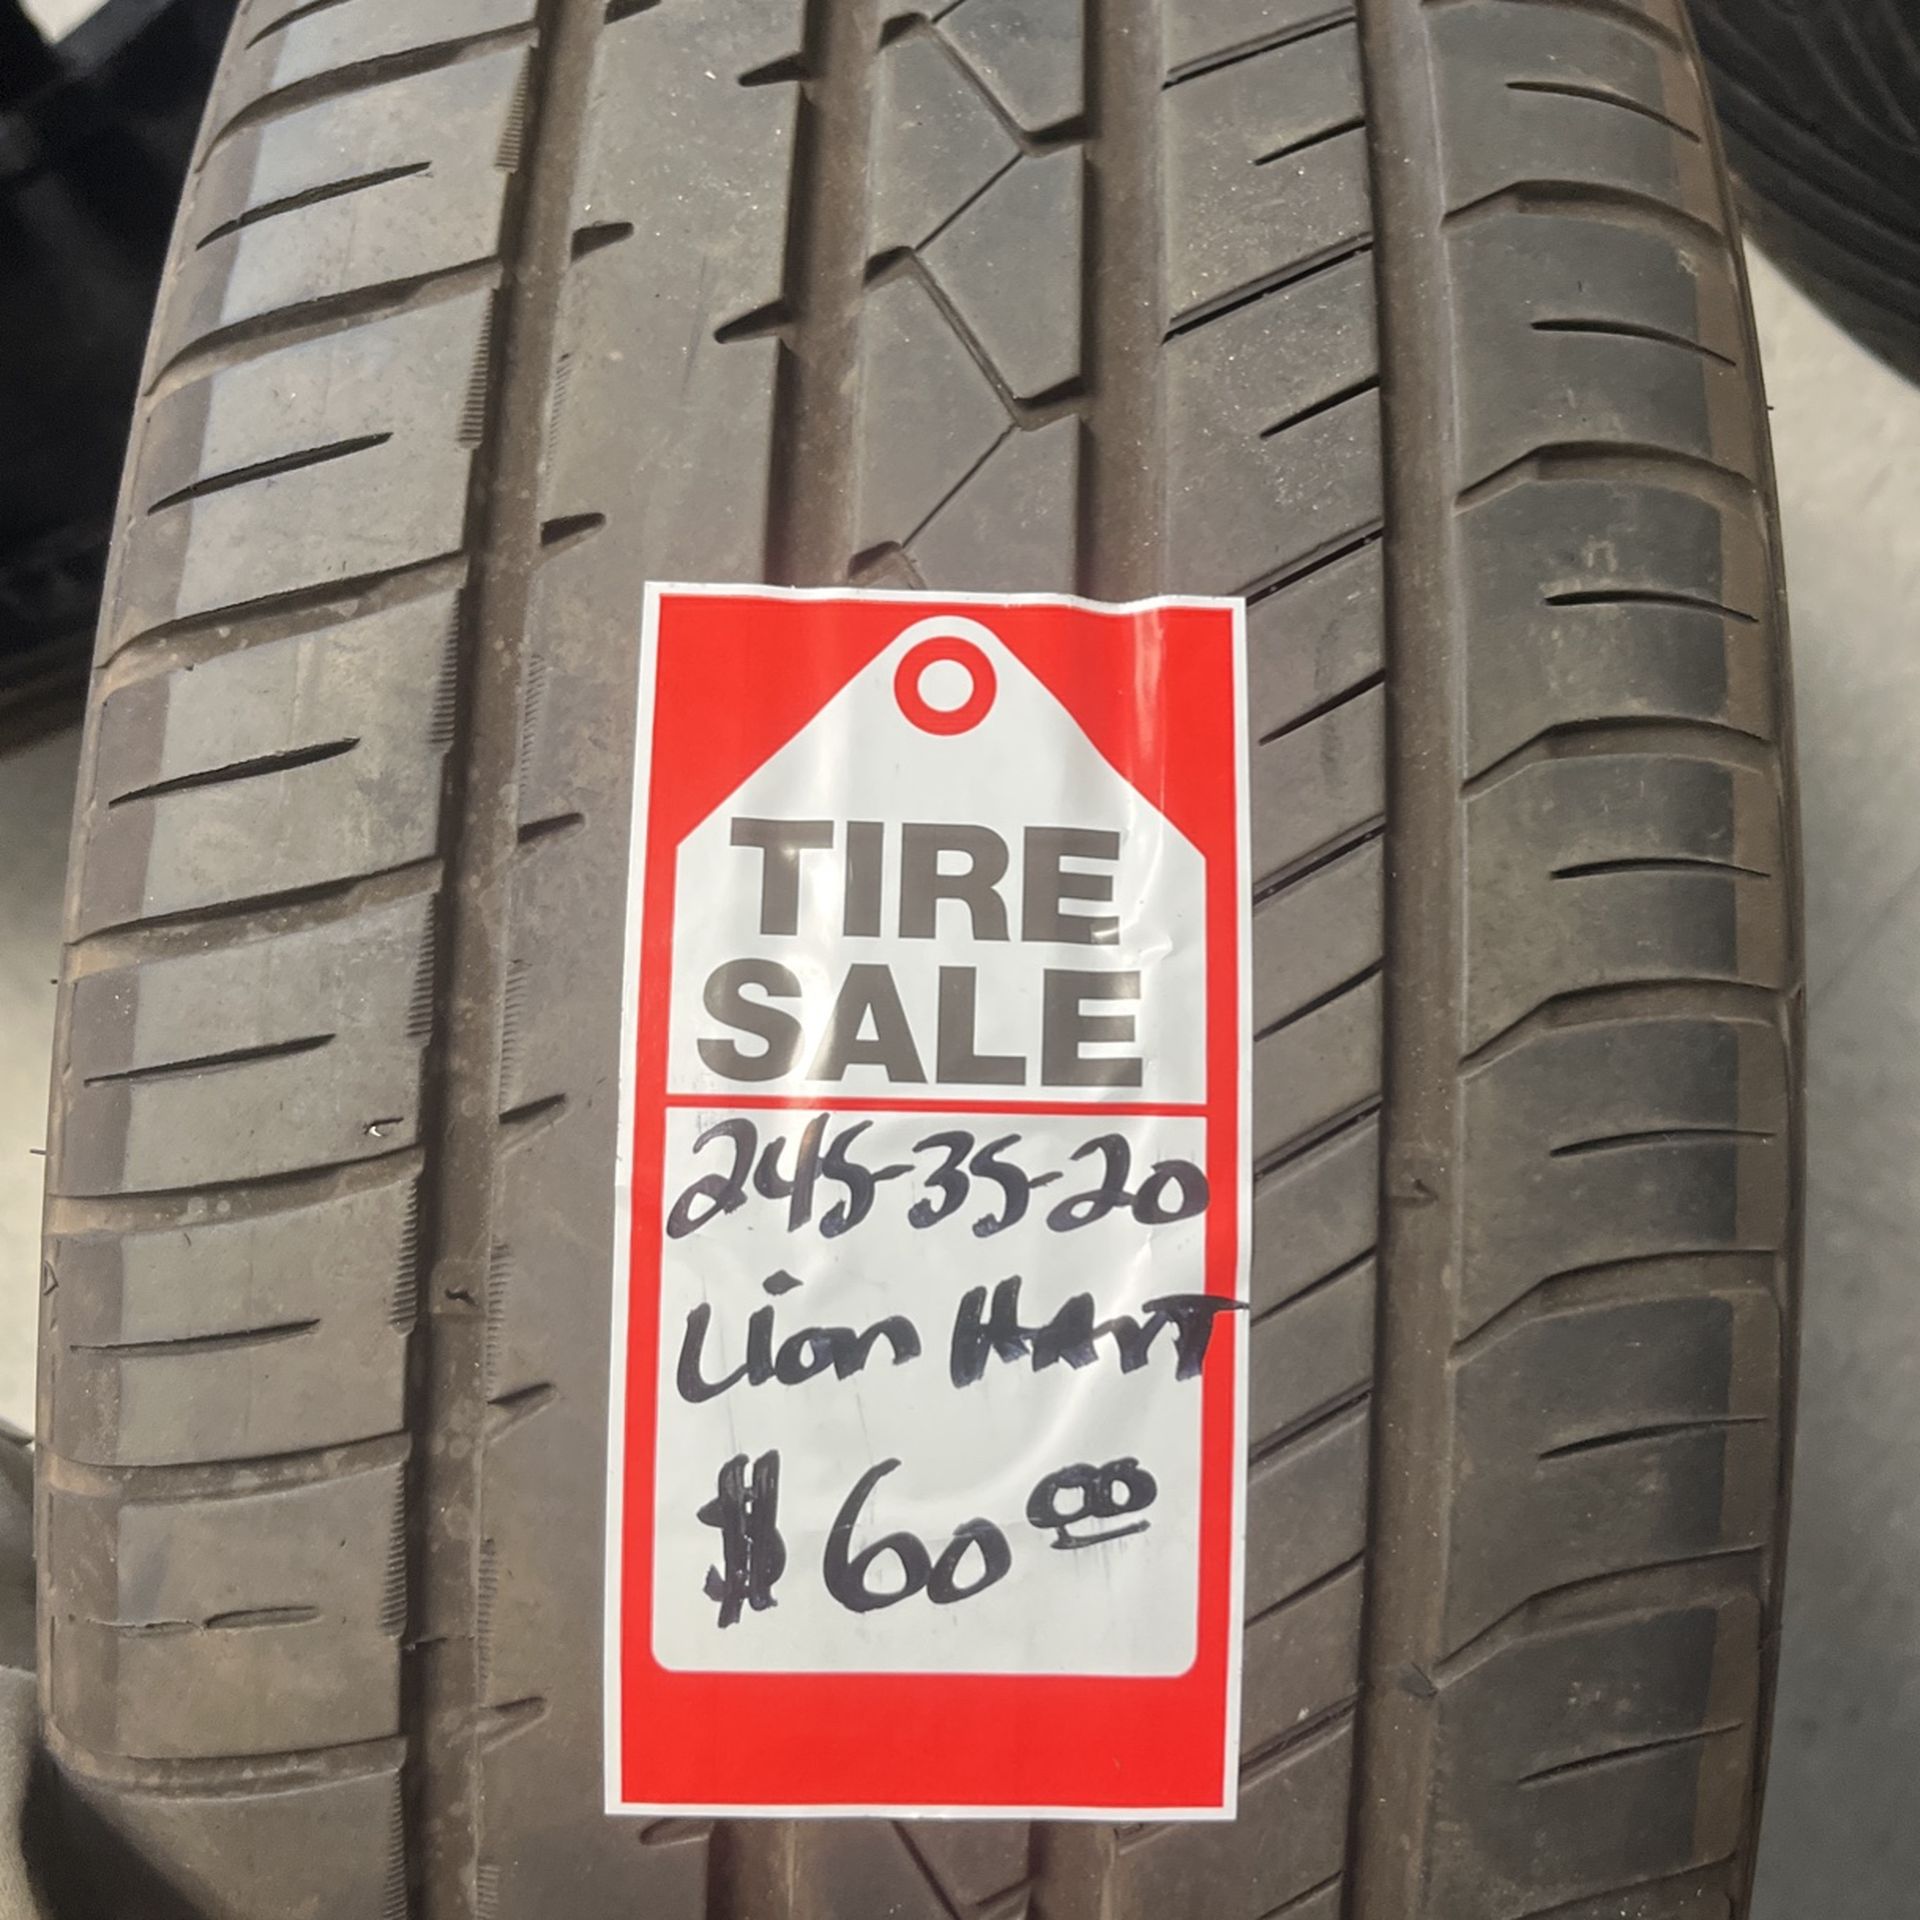 TIRE
SALE
245-35-20
Lion HArT
$60.00